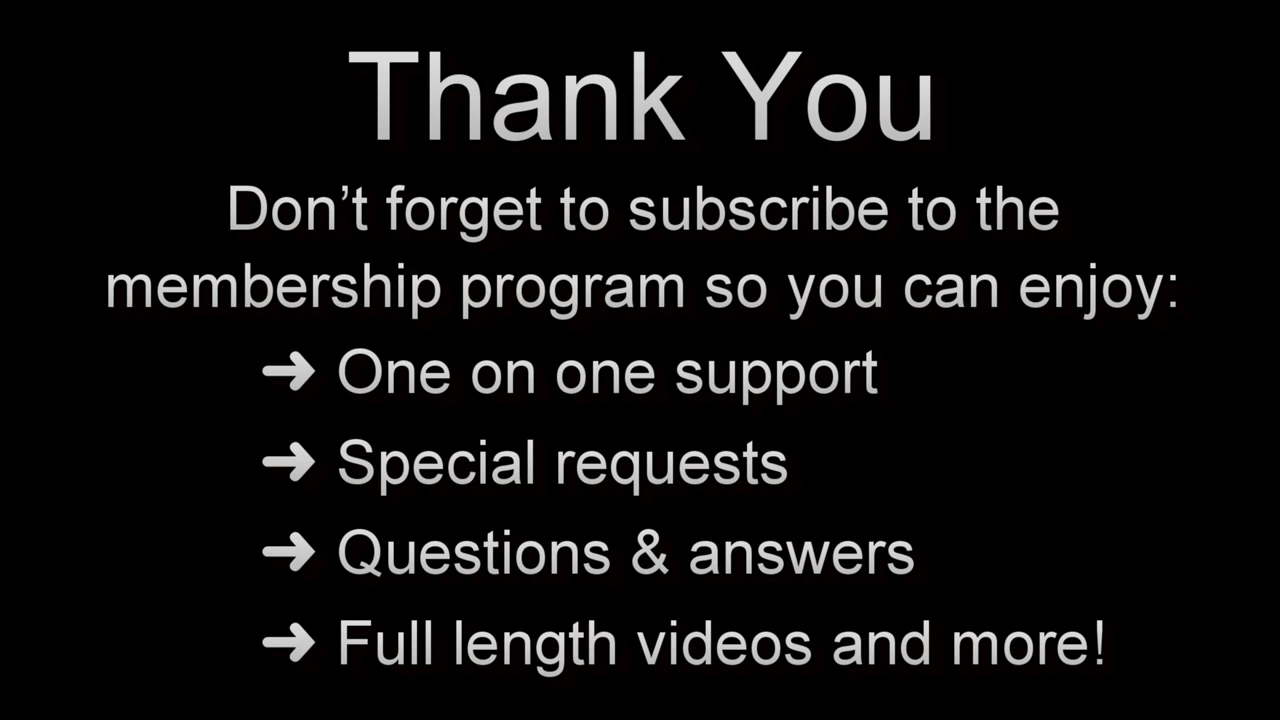 Thank You
Don’t forget to subscribe to the
membership program so you can enjoy:
➜ One on one support
➜ Special requests
➜ Questions & answers
➜ Full length videos and more!